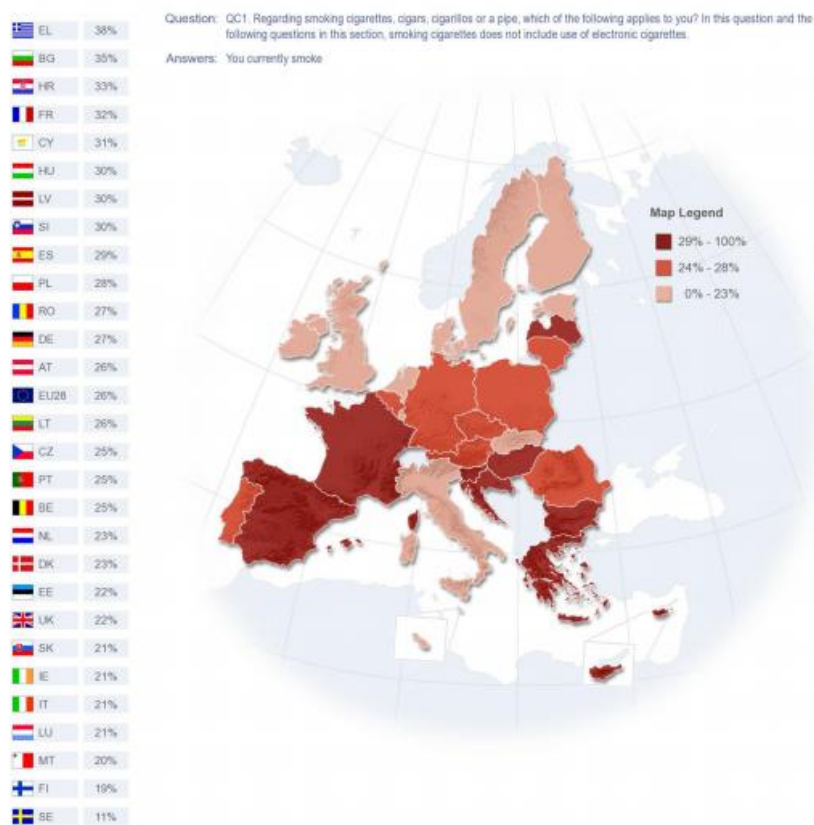 Question: QC1. Regarding smoking cigarettes, cigars, cigarillos or a pipe, which of the following applies to you? In this question and the
following questions in this section, smoking cigarettes does not include use of electronic cigarettes.
Answers: You currently smoke
EL 38%
BG 35%
HR 33%
FR 32%
CY 31%
HU 30%
LV 30%
SI 30%
ES 29%
PL 28%
RO 27%
DE 27%
AT 26%
EU28 26%
LT 26%
CZ 25%
PT 25%
BE 25%
NL 23%
DK 23%
EE 22%
UK 22%
SK 21%
IE 21%
IT 21%
LU 21%
MT 20%
FI 19%
SE 11%
Map Legend
29% - 100%
24% - 28%
0% - 23%